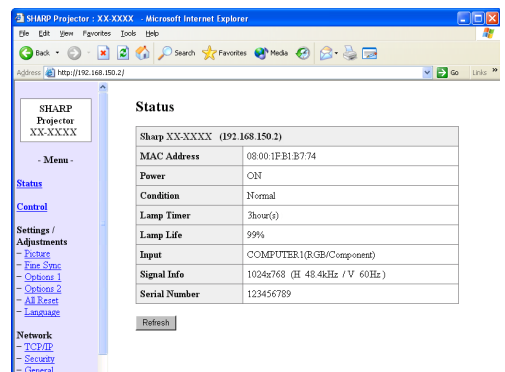 SHARP Projector : XX-XXXX - Microsoft Internet Explorer
File Edit View Favorites Tools Help
Back Search Favorites Media
Address http://192.168.150.2/ Go Links »
SHARP
Projector
XX-XXXX
- Menu -
Status
Control
Settings /
Adjustments
– Picture
– Fine Sync
– Options 1
– Options 2
– All Reset
– Language
Network
– TCP/IP
– Security
– General
Status
Sharp XX-XXXX (192.168.150.2)
MAC Address 08:00:1F:B1:B7:74
Power ON
Condition Normal
Lamp Timer 3hour(s)
Lamp Life 99%
Input COMPUTER1(RGB/Component)
Signal Info 1024x768 (H 48.4kHz / V 60Hz )
Serial Number 123456789
Refresh